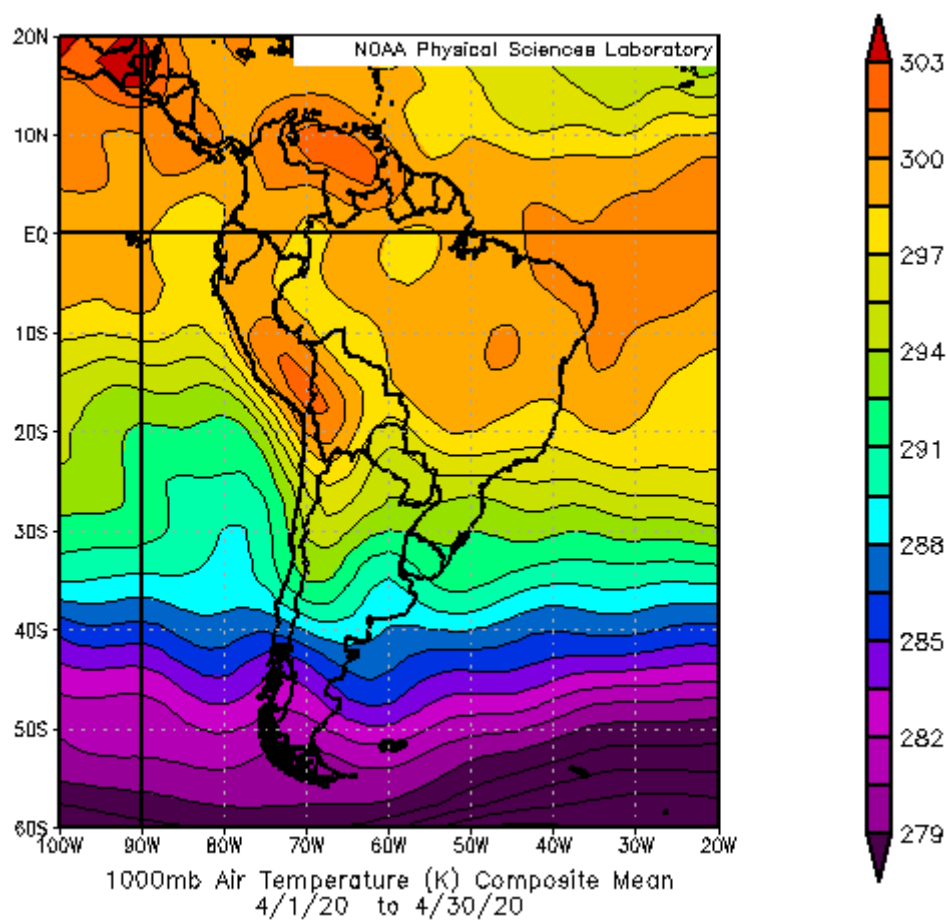 NOAA Physical Sciences Laboratory
20N
10N
EQ
10S
20S
30S
40S
50S
60S
100W 90W 80W 70W 60W 50W 40W 30W 20W
303
300
297
294
291
288
285
282
279
1000mb Air Temperature (K) Composite Mean
4/1/20 to 4/30/20